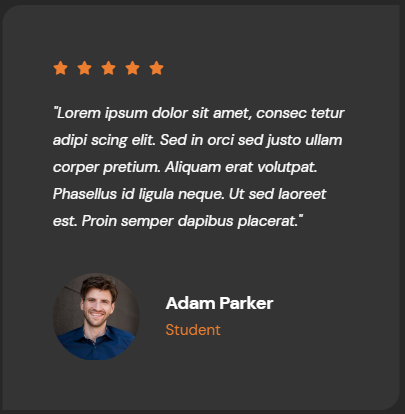 "Lorem ipsum dolor sit amet, consec tetur
adipi scing elit. Sed in orci sed justo ullam
corper pretium. Aliquam erat volutpat.
Phasellus id ligula neque. Ut sed laoreet
est. Proin semper dapibus placerat."
Adam Parker
Student